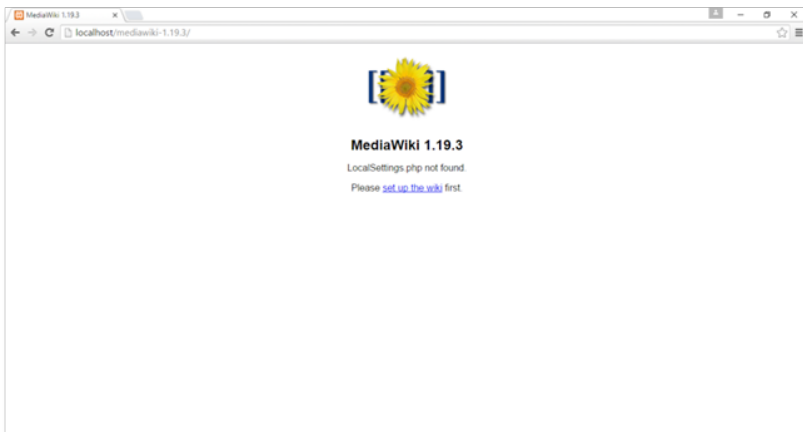 MediaWiki 1.19.3
localhost/mediawiki-1.19.3/
MediaWiki 1.19.3
LocalSettings.php not found.
Please set up the wiki first.